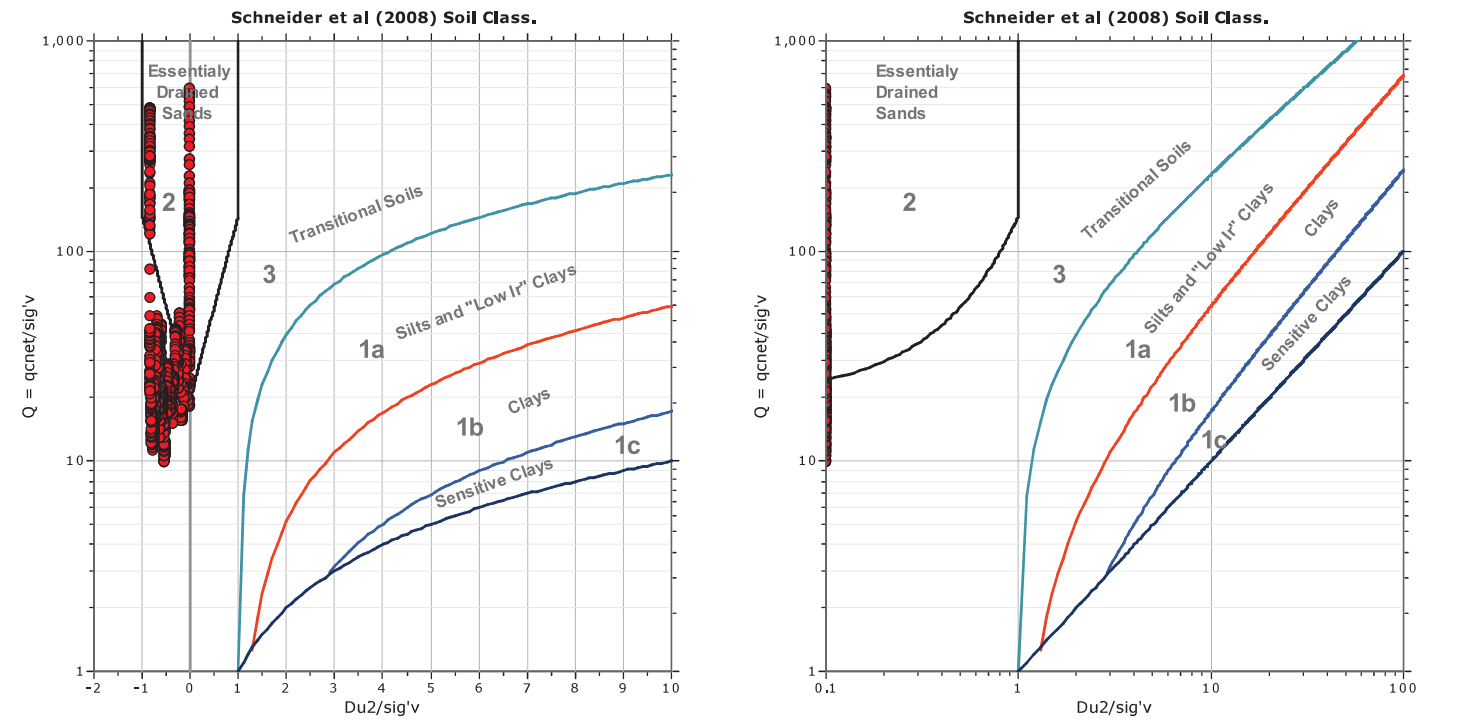 Schneider et al (2008) Soil Class.
1,000
100
10
1
Q = qcnet/sig'v
Essentialy
Drained
Sands
2
3
Transitional Soils
1a
Silts and "Low Ir" Clays
1b
Clays
1c
Sensitive Clays
-2 -1 0 1 2 3 4 5 6 7 8 9 10
Du2/sig'v
Schneider et al (2008) Soil Class.
1,000
100
10
1
Q = qcnet/sig'v
Essentialy
Drained
Sands
2
3
Transitional Soils
1a
Silts and "Low Ir" Clays
1b
Clays
1c
Sensitive Clays
0.1 1 10 100
Du2/sig'v